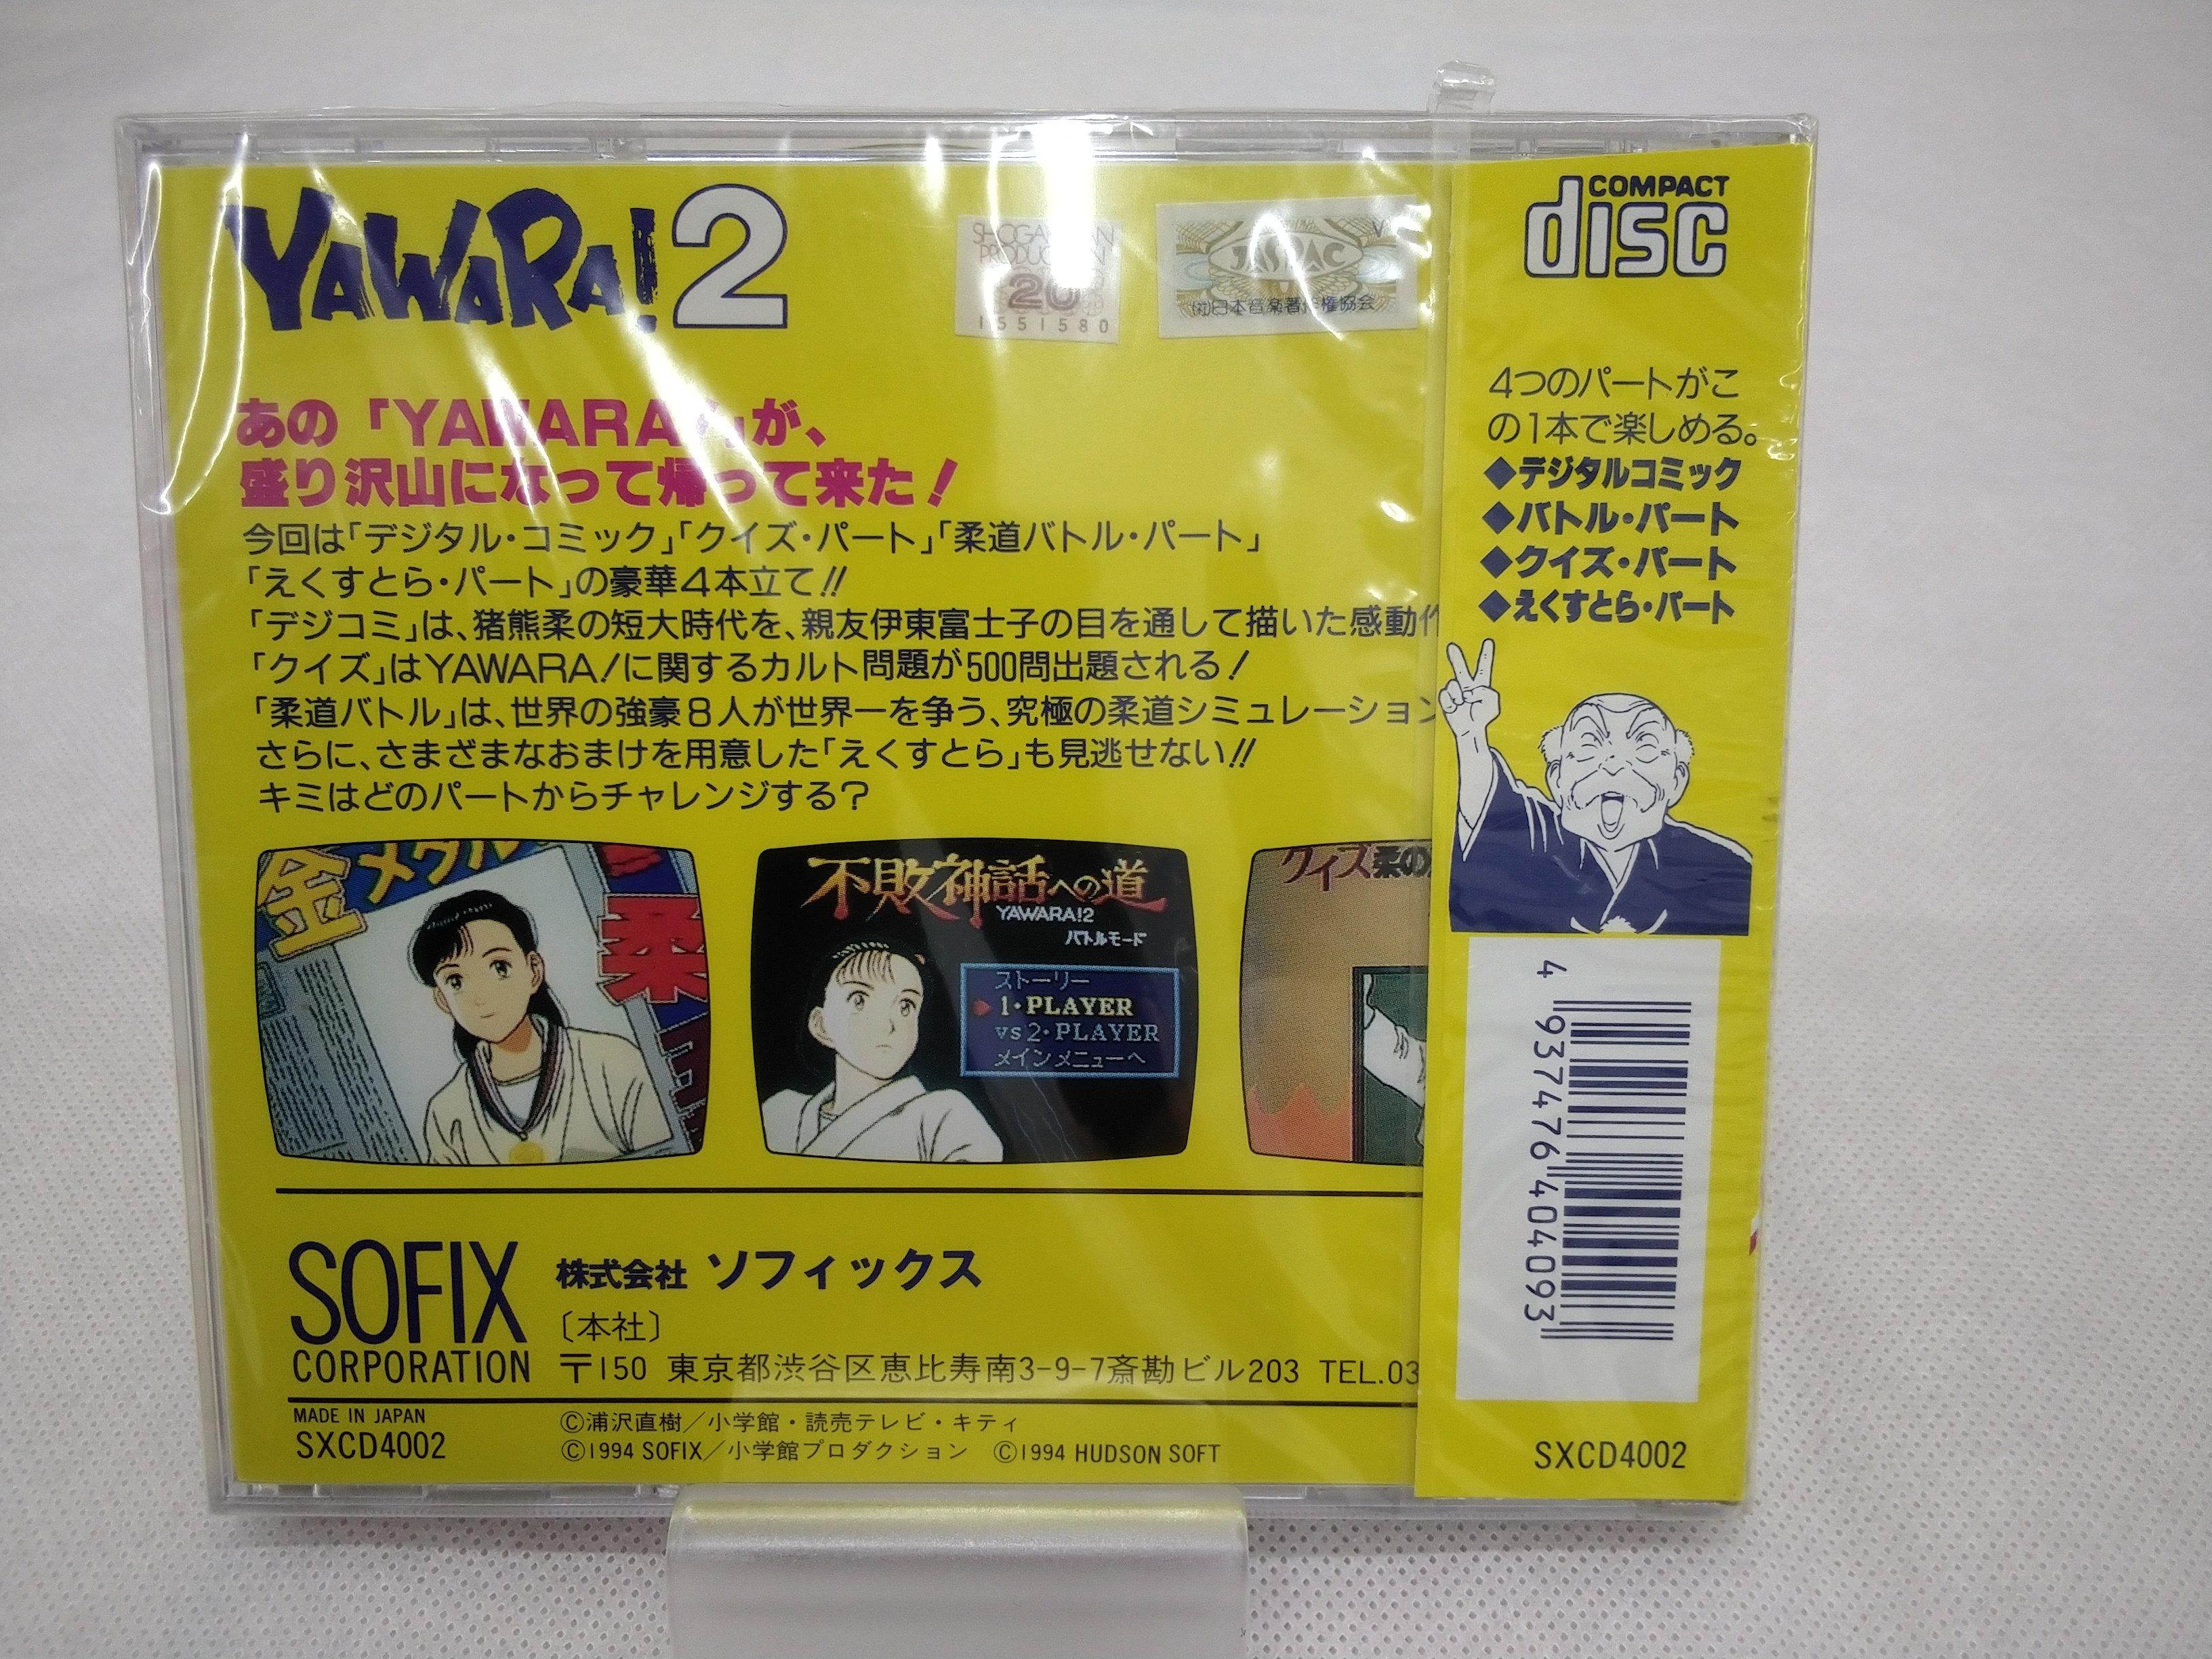 YAWARA!2
SHOGAKUKAN
PRODUCTION
20
1551580
JASRAC
V
(社)日本音楽著作権協会
あの「YAWARA!」が、
盛り沢山になって帰って来た!
今回は「デジタル・コミック」「クイズ・パート」「柔道バトル・パート」
「えくすとら・パート」の豪華4本立て!!
「デジコミ」は、猪熊柔の短大時代を、親友伊東富士子の目を通して描いた感動作
「クイズ」はYAWARA!に関するカルト問題が500問出題される!
「柔道バトル」は、世界の強豪8人が世界一を争う、究極の柔道シミュレーション
さらに、さまざまなおまけを用意した「えくすとら」も見逃せない!!
キミはどのパートからチャレンジする?
金メダル
柔
不敗神話への道
YAWARA!2
バトルモード
ストーリー
1・PLAYER
vs 2・PLAYER
メインメニューへ
クイズ柔の
SOFIX
CORPORATION
株式会社 ソフィックス
〔本社〕
〒150 東京都渋谷区恵比寿南3-9-7斎勘ビル203 TEL.03
MADE IN JAPAN
SXCD4002
©浦沢直樹/小学館・読売テレビ・キティ
©1994 SOFIX/小学館プロダクション ©1994 HUDSON SOFT
COMPACT
disc
4つのパートがこ
の1本で楽しめる。
◆デジタルコミック
◆バトル・パート
◆クイズ・パート
◆えくすとら・パート
4 937476 404093
SXCD4002